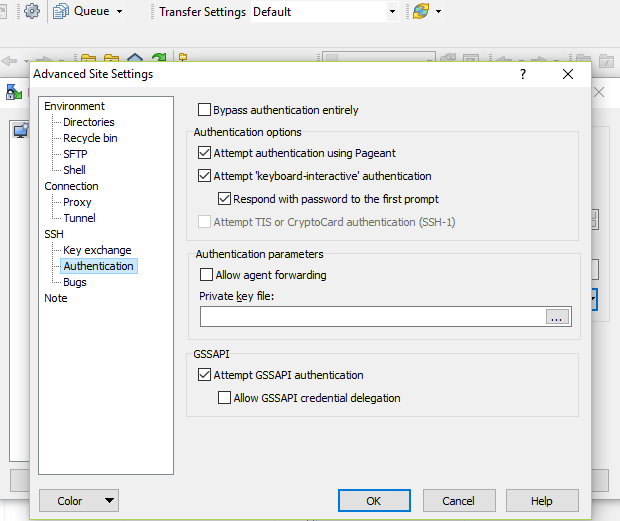 Queue
Transfer Settings Default
Advanced Site Settings
?
Environment
Directories
Recycle bin
SFTP
Shell
Connection
Proxy
Tunnel
SSH
Key exchange
Authentication
Bugs
Note
Bypass authentication entirely
Authentication options
Attempt authentication using Pageant
Attempt 'keyboard-interactive' authentication
Respond with password to the first prompt
Attempt TIS or CryptoCard authentication (SSH-1)
Authentication parameters
Allow agent forwarding
Private key file:
...
GSSAPI
Attempt GSSAPI authentication
Allow GSSAPI credential delegation
Color
OK
Cancel
Help